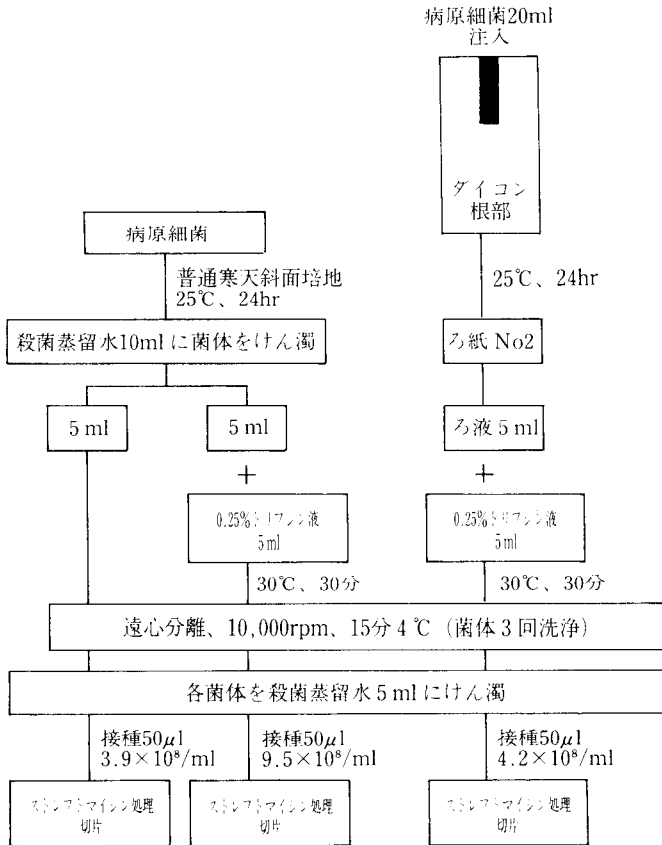 病原細菌20ml
注入
ダイコン
根部
病原細菌
普通寒天斜面培地
25℃、24hr
25℃、24hr
殺菌蒸留水10mlに菌体をけん濁
ろ紙 No2
5 ml
5 ml
ろ液 5 ml
+
+
0.25%トリプシン液
5ml
0.25%トリプシン液
5ml
30℃、30分
30℃、30分
遠心分離、10,000rpm、15分 4℃（菌体3回洗浄）
各菌体を殺菌蒸留水 5 mlにけん濁
接種50μl
3.9×10⁸/ml
接種50μl
9.5×10⁸/ml
接種50μl
4.2×10⁸/ml
ストレプトマイシン処理
切片
ストレプトマイシン処理
切片
ストレプトマイシン処理
切片